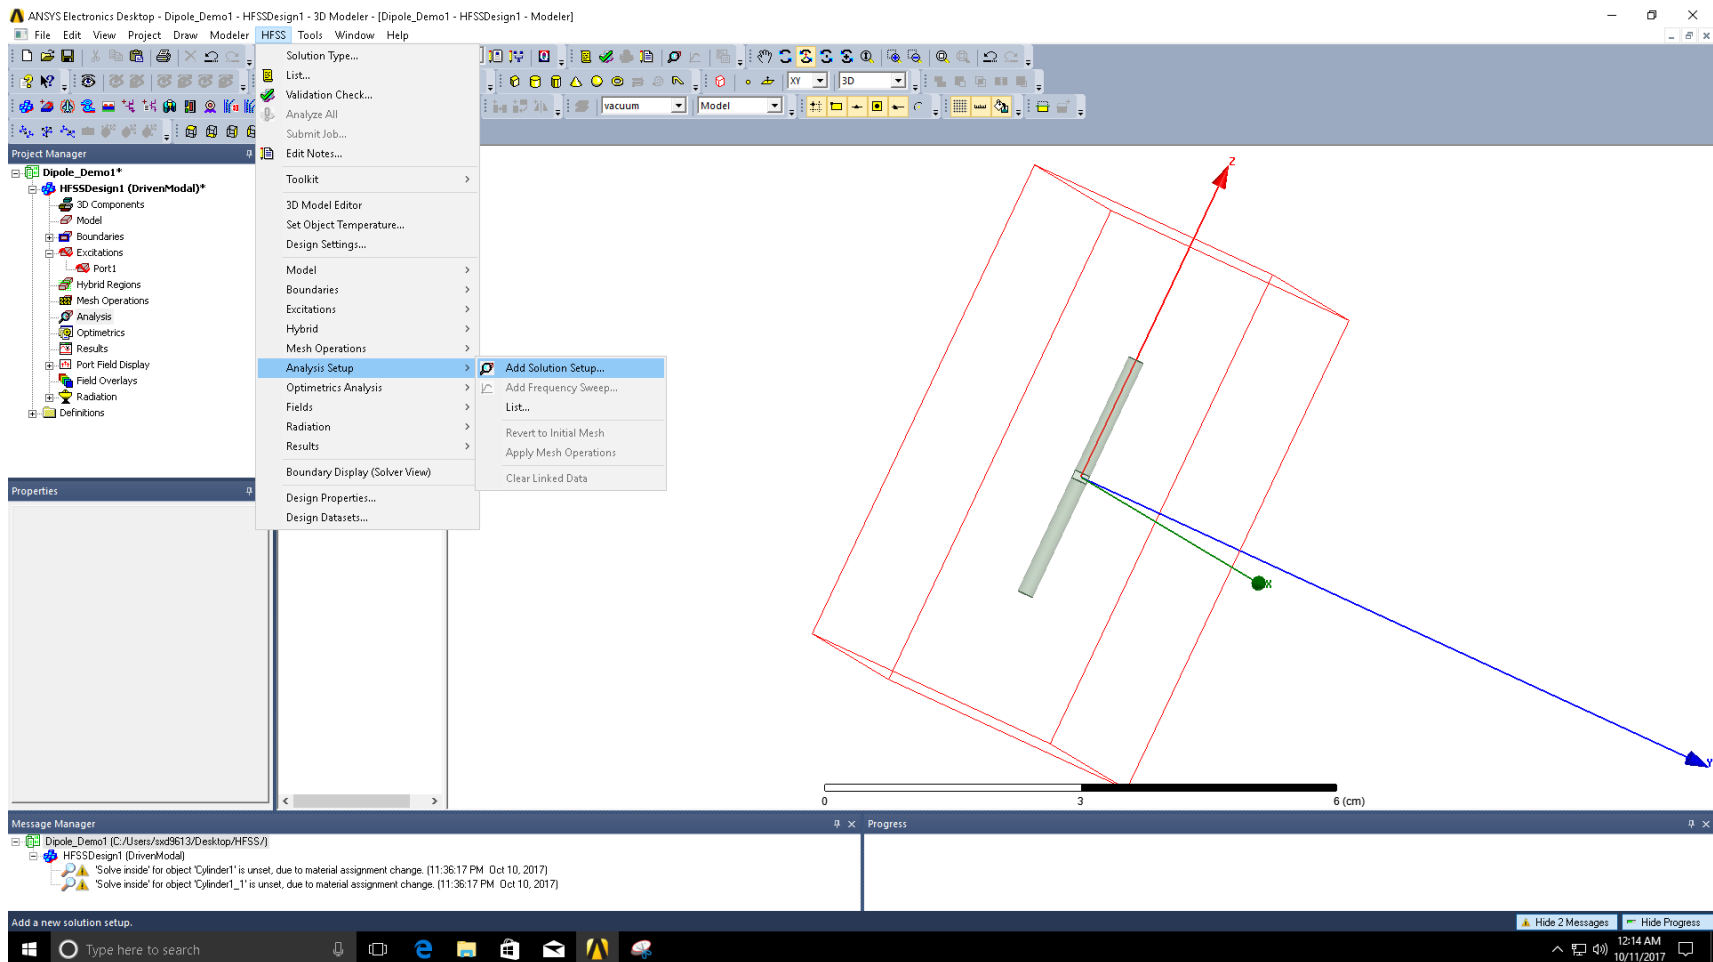 ANSYS Electronics Desktop - Dipole_Demo1 - HFSSDesign1 - 3D Modeler - [Dipole_Demo1 - HFSSDesign1 - Modeler]
File Edit View Project Draw Modeler HFSS Tools Window Help
XY 3D
vacuum Model
Solution Type...
List...
Validation Check...
Analyze All
Submit Job...
Edit Notes...
Toolkit
3D Model Editor
Set Object Temperature...
Design Settings...
Model
Boundaries
Excitations
Hybrid
Mesh Operations
Analysis Setup
Optimetrics Analysis
Fields
Radiation
Results
Boundary Display (Solver View)
Design Properties...
Design Datasets...
Add Solution Setup...
Add Frequency Sweep...
List...
Revert to Initial Mesh
Apply Mesh Operations
Clear Linked Data
Project Manager
Dipole_Demo1*
HFSSDesign1 (DrivenModal)*
3D Components
Model
Boundaries
Excitations
Port1
Hybrid Regions
Mesh Operations
Analysis
Optimetrics
Results
Port Field Display
Field Overlays
Radiation
Definitions
Properties
Z
X
Y
0 3 6 (cm)
Message Manager
Dipole_Demo1 (C:/Users/sxd9613/Desktop/HFSS/)
HFSSDesign1 (DrivenModal)
'Solve inside' for object 'Cylinder1' is unset, due to material assignment change. (11:36:17 PM Oct 10, 2017)
'Solve inside' for object 'Cylinder1_1' is unset, due to material assignment change. (11:36:17 PM Oct 10, 2017)
Progress
Add a new solution setup.
Hide 2 Messages Hide Progress
Type here to search
12:14 AM
10/11/2017